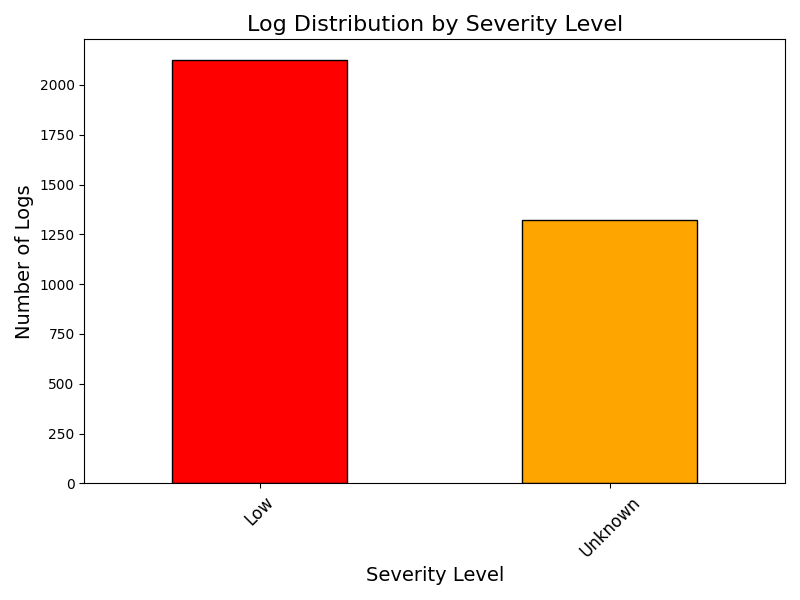 Log Distribution by Severity Level
Number of Logs
2000
1750
1500
1250
1000
750
500
250
0
Low
Unknown
Severity Level